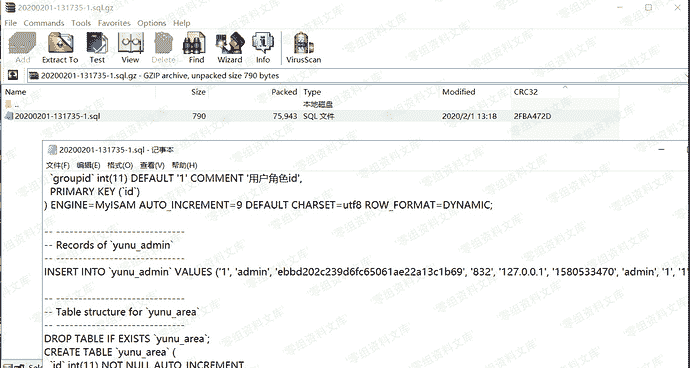 20200201-131735-1.sql.gz
File Commands Tools Favorites Options Help
Add Extract To Test View Delete Find Wizard Info VirusScan
20200201-131735-1.sql.gz - GZIP archive, unpacked size 790 bytes
Name Size Packed Type Modified CRC32
.. 本地磁盘
20200201-131735-1.sql 790 75,943 SQL 文件 2020/2/1 13:18 2FBA472D
20200201-131735-1.sql - 记事本
文件(F) 编辑(E) 格式(O) 查看(V) 帮助(H)
`groupid` int(11) DEFAULT '1' COMMENT '用户角色id',
PRIMARY KEY (`id`)
) ENGINE=MyISAM AUTO_INCREMENT=9 DEFAULT CHARSET=utf8 ROW_FORMAT=DYNAMIC;
-- ----------------------------
-- Records of `yunu_admin`
-- ----------------------------
INSERT INTO `yunu_admin` VALUES ('1', 'admin', 'ebbd202c239d6fc65061ae22a13c1b69', '832', '127.0.0.1', '1580533470', 'admin', '1', '1
-- ----------------------------
-- Table structure for `yunu_area`
-- ----------------------------
DROP TABLE IF EXISTS `yunu_area`;
CREATE TABLE `yunu_area` (
`id` int(11) NOT NULL AUTO_INCREMENT,
零组资料文库